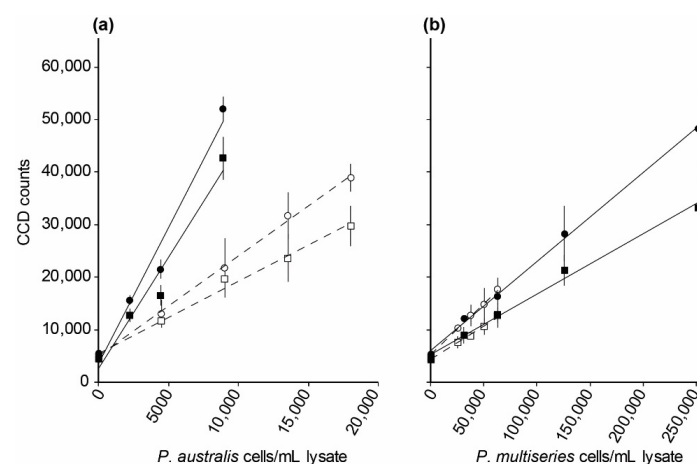 (a) (b)
60,000
50,000
40,000
30,000
20,000
10,000
0
CCD counts
0 5000 10,000 15,000 20,000
0 50,000 100,000 150,000 200,000 250,000
P. australis cells/mL lysate P. multiseries cells/mL lysate